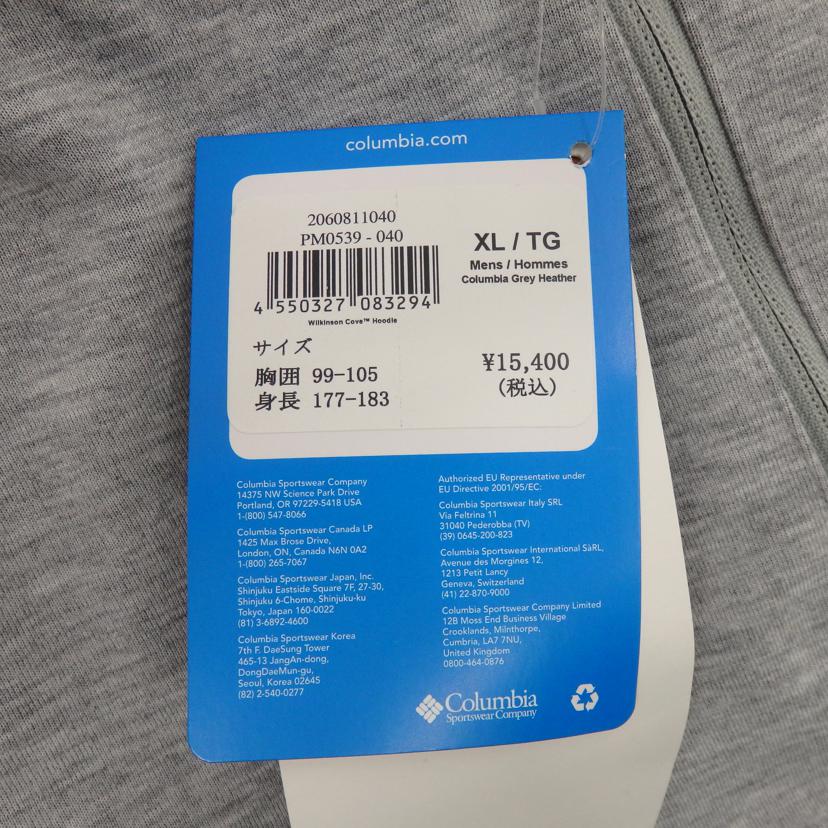 columbia.com
2060811040
PM0539 - 040
4 550327 083294
Wilkinson Cove™ Hoodie
XL / TG
Mens / Hommes
Columbia Grey Heather
サイズ
胸囲 99-105
身長 177-183
¥15,400
(税込)
Columbia Sportswear Company
14375 NW Science Park Drive
Portland, OR 97229-5418 USA
1-(800) 547-8066
Columbia Sportswear Canada LP
1425 Max Brose Drive,
London, ON, Canada N6N 0A2
1-(800) 265-7067
Columbia Sportswear Japan, Inc.
Shinjuku Eastside Square 7F, 27-30,
Shinjuku 6-Chome, Shinjuku-ku
Tokyo, Japan 160-0022
(81) 3-6892-4600
Columbia Sportswear Korea
7th F. DaeSung Tower
465-13 JangAn-dong,
DongDaeMun-gu,
Seoul, Korea 02645
(82) 2-540-0277
Authorized EU Representative under
EU Directive 2001/95/EC:
Columbia Sportswear Italy SRL
Via Feltrina 11
31040 Pederobba (TV)
(39) 0645-200-823
Columbia Sportswear International SàRL,
Avenue des Morgines 12,
1213 Petit Lancy
Geneva, Switzerland
(41) 22-870-9000
Columbia Sportswear Company Limited
12B Moss End Business Village
Crooklands, Milnthorpe,
Cumbria, LA7 7NU,
United Kingdom
0800-464-0876
Columbia
Sportswear Company